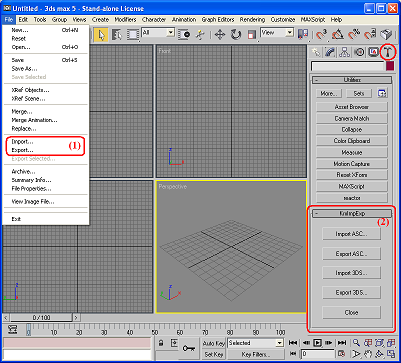 Untitled - 3ds max 5 - Stand-alone License
File Edit Tools Group Views Create Modifiers Character Animation Graph Editors Rendering Customize MAXScript Help
New... Ctrl+N
Reset
Open... Ctrl+O
Save Ctrl+S
Save As...
Save Selected
XRef Objects...
XRef Scene...
Merge...
Merge Animation...
Replace...
Import...
Export...
(1)
Export Selected...
Archive...
Summary Info...
File Properties...
View Image File...
Exit
All
View
Front
Perspective
Utilities
More...
Sets
Asset Browser
Camera Match
Collapse
Color Clipboard
Measure
Motion Capture
Reset XForm
MAXScript
reactor
KrxImpExp
(2)
Import ASC...
Export ASC...
Import 3DS...
Export 3DS...
Close
0 / 100
0 10 20 30 40 50 60 70 80 90 100
Auto Key
Selected
Set Key
Key Filters...
0